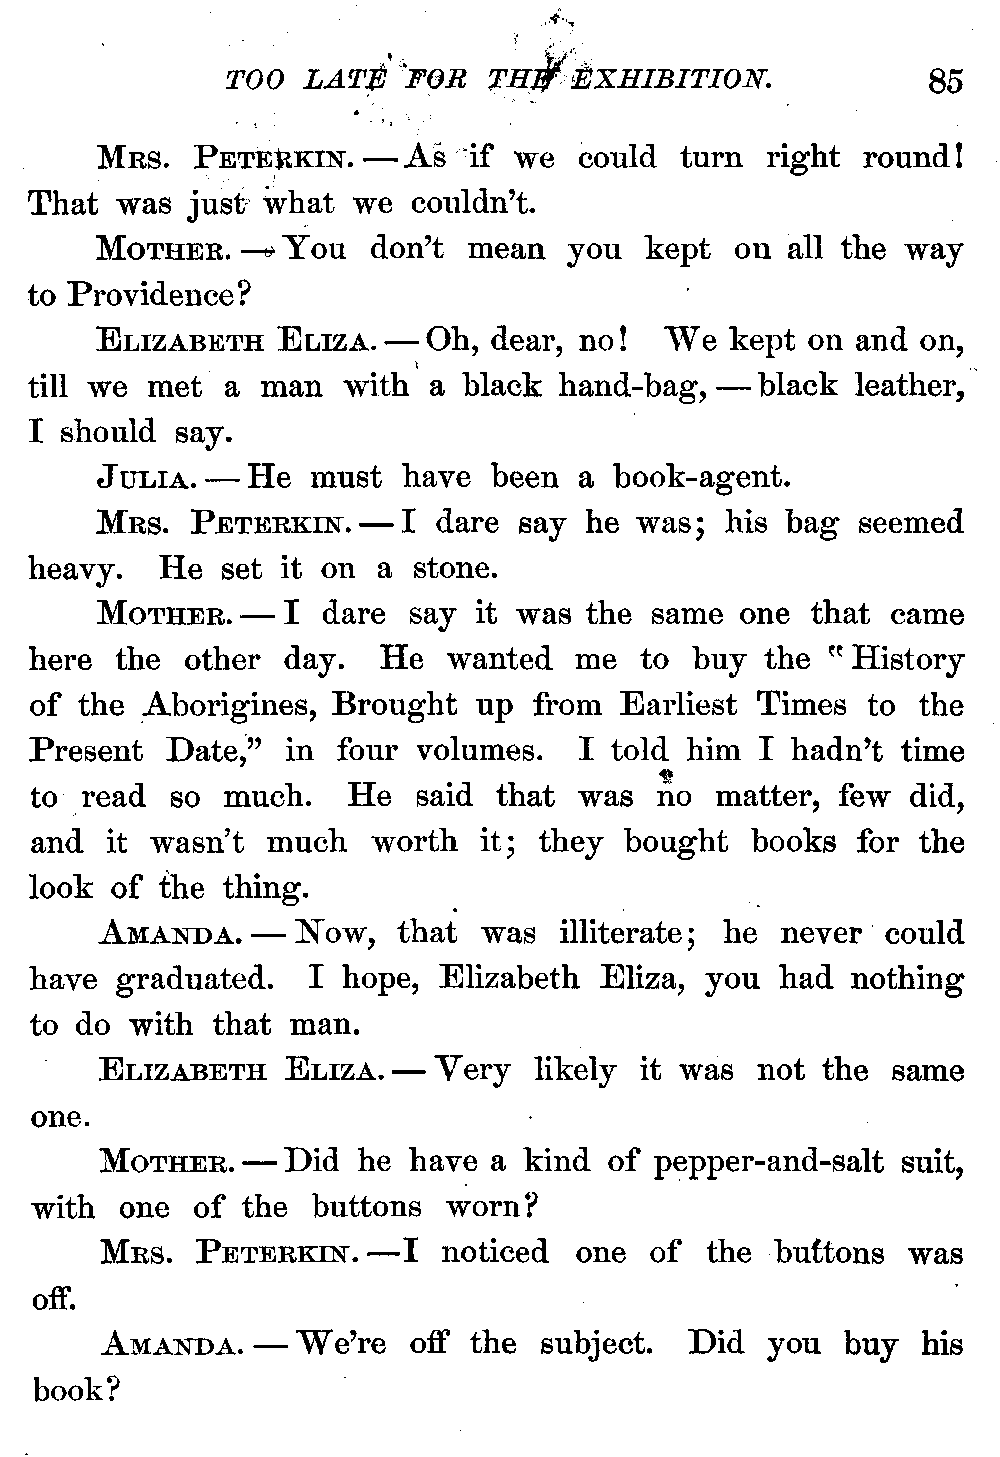 TOO LATE FOR THE EXHIBITION. 85
MRS. PETERKIN. — As if we could turn right round!
That was just what we couldn't.
MOTHER. — You don't mean you kept on all the way
to Providence?
ELIZABETH ELIZA. — Oh, dear, no! We kept on and on,
till we met a man with a black hand-bag, — black leather,
I should say.
JULIA. — He must have been a book-agent.
MRS. PETERKIN. — I dare say he was; his bag seemed
heavy. He set it on a stone.
MOTHER. — I dare say it was the same one that came
here the other day. He wanted me to buy the "History
of the Aborigines, Brought up from Earliest Times to the
Present Date," in four volumes. I told him I hadn't time
to read so much. He said that was no matter, few did,
and it wasn't much worth it; they bought books for the
look of the thing.
AMANDA. — Now, that was illiterate; he never could
have graduated. I hope, Elizabeth Eliza, you had nothing
to do with that man.
ELIZABETH ELIZA. — Very likely it was not the same
one.
MOTHER. — Did he have a kind of pepper-and-salt suit,
with one of the buttons worn?
MRS. PETERKIN. — I noticed one of the buttons was
off.
AMANDA. — We're off the subject. Did you buy his
book?